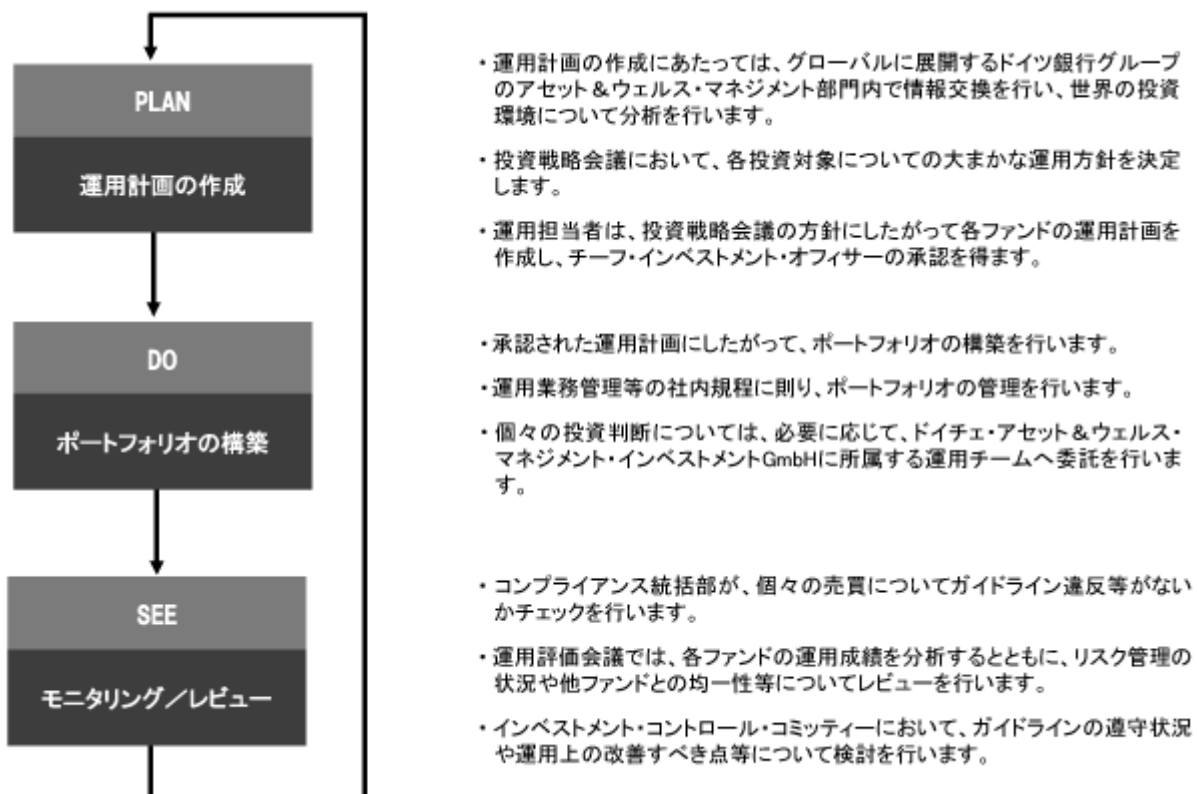 PLAN
運用計画の作成
・運用計画の作成にあたっては、グローバルに展開するドイツ銀行グループ
のアセット＆ウェルス・マネジメント部門内で情報交換を行い、世界の投資
環境について分析を行います。
・投資戦略会議において、各投資対象についての大まかな運用方針を決定
します。
・運用担当者は、投資戦略会議の方針にしたがって各ファンドの運用計画を
作成し、チーフ・インベストメント・オフィサーの承認を得ます。
DO
ポートフォリオの構築
・承認された運用計画にしたがって、ポートフォリオの構築を行います。
・運用業務管理等の社内規程に則り、ポートフォリオの管理を行います。
・個々の投資判断については、必要に応じて、ドイチェ・アセット＆ウェルス・
マネジメント・インベストメントGmbHに所属する運用チームへ委託を行いま
す。
SEE
モニタリング／レビュー
・コンプライアンス統括部が、個々の売買についてガイドライン違反等がない
かチェックを行います。
・運用評価会議では、各ファンドの運用成績を分析するとともに、リスク管理の
状況や他ファンドとの均一性等についてレビューを行います。
・インベストメント・コントロール・コミッティーにおいて、ガイドラインの遵守状況
や運用上の改善すべき点等について検討を行います。